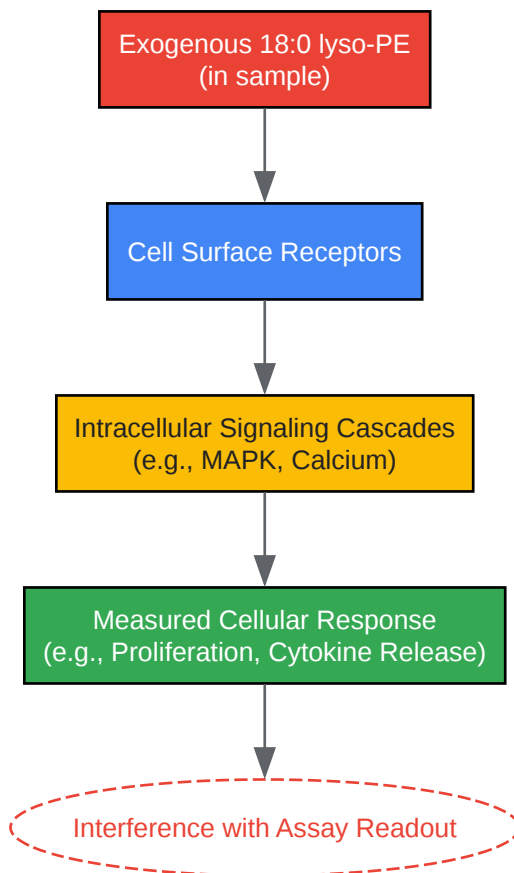 Exogenous 18:0 lyso-PE
(in sample)
Cell Surface Receptors
Intracellular Signaling Cascades
(e.g., MAPK, Calcium)
Measured Cellular Response
(e.g., Proliferation, Cytokine Release)
Interference with Assay Readout